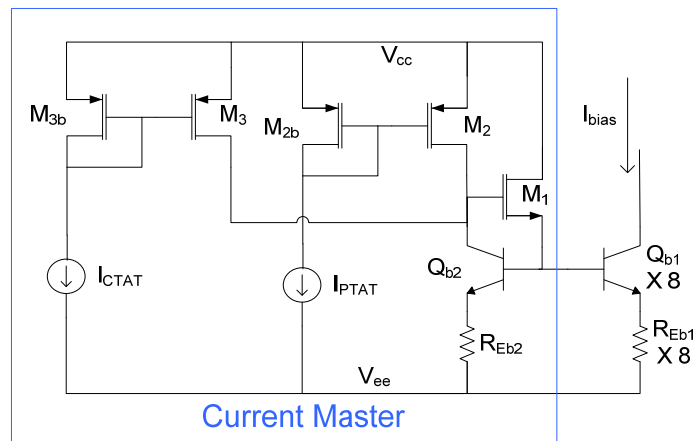 Vcc
M3b
M3
M2b
M2
Ibias
M1
Qb2
Qb1
X 8
ICTAT
IPTAT
REb2
REb1
X 8
Vee
Current Master